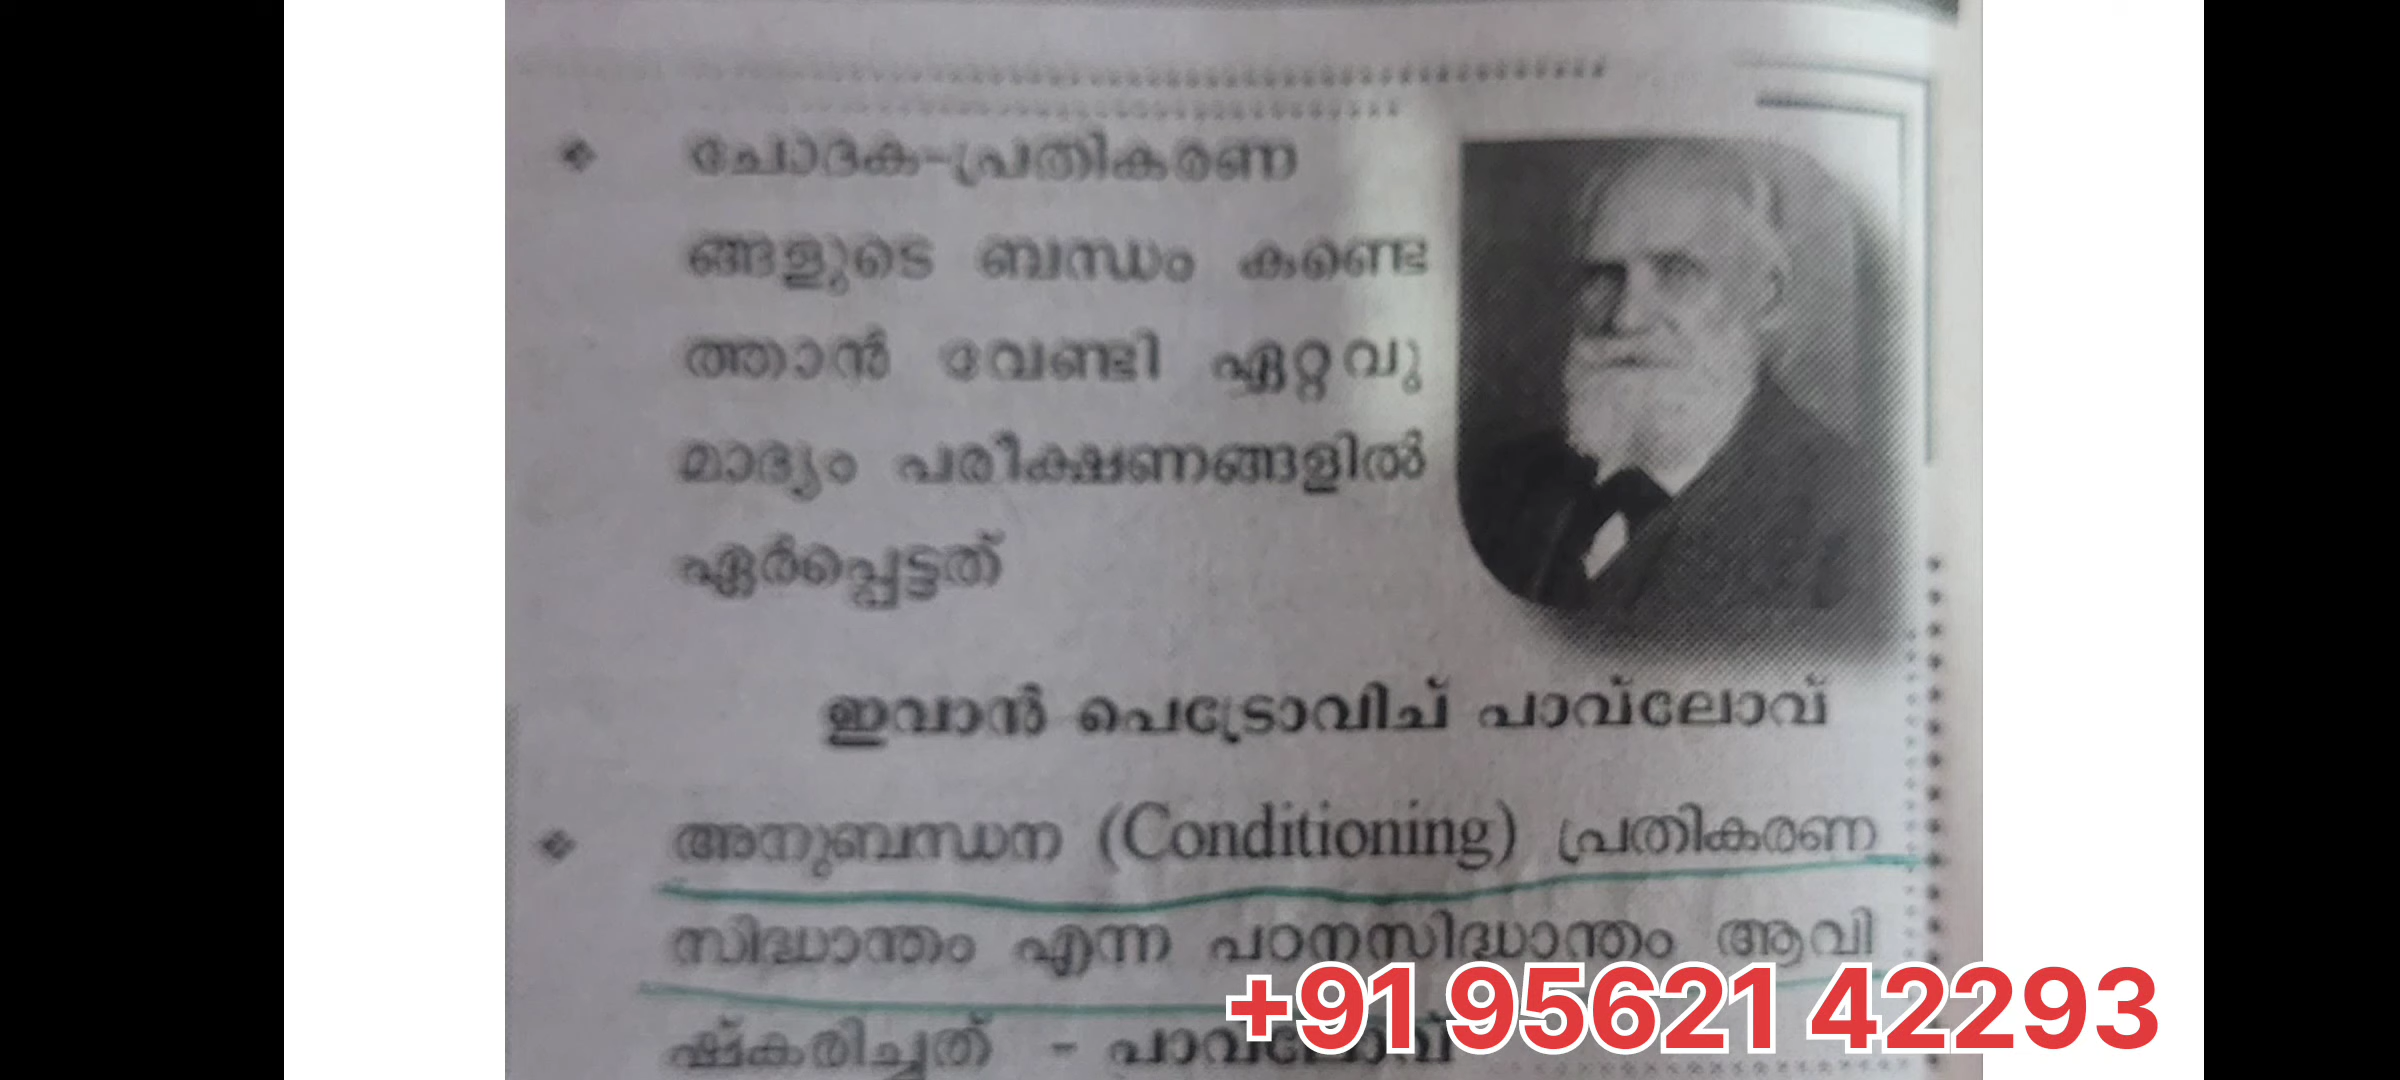 ചോദക-പ്രതികരണ
ങ്ങളുടെ ബന്ധം കണ്ടെ
ത്താൻ വേണ്ടി ഏറ്റവു
മാദ്യം പരീക്ഷണങ്ങളിൽ
ഏർപ്പെട്ടത്
ഇവാൻ പെട്രോവിച് പാവ്ലോവ്
അനുബന്ധന (Conditioning) പ്രതികരണ
സിദ്ധാന്തം എന്ന പഠനസിദ്ധാന്തം ആവി
ഷ്കരിച്ചത് - പാവ്ലോവ്
+91 95621 42293